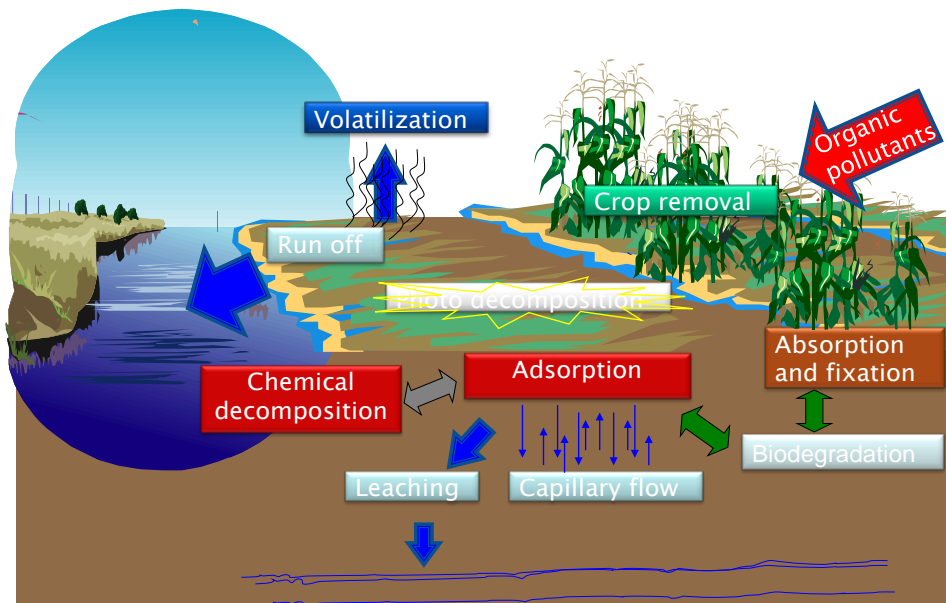 Volatilization
Organic
pollutants
Crop removal
Run off
Photo decomposition
Absorption
and fixation
Adsorption
Chemical
decomposition
Biodegradation
Leaching
Capillary flow